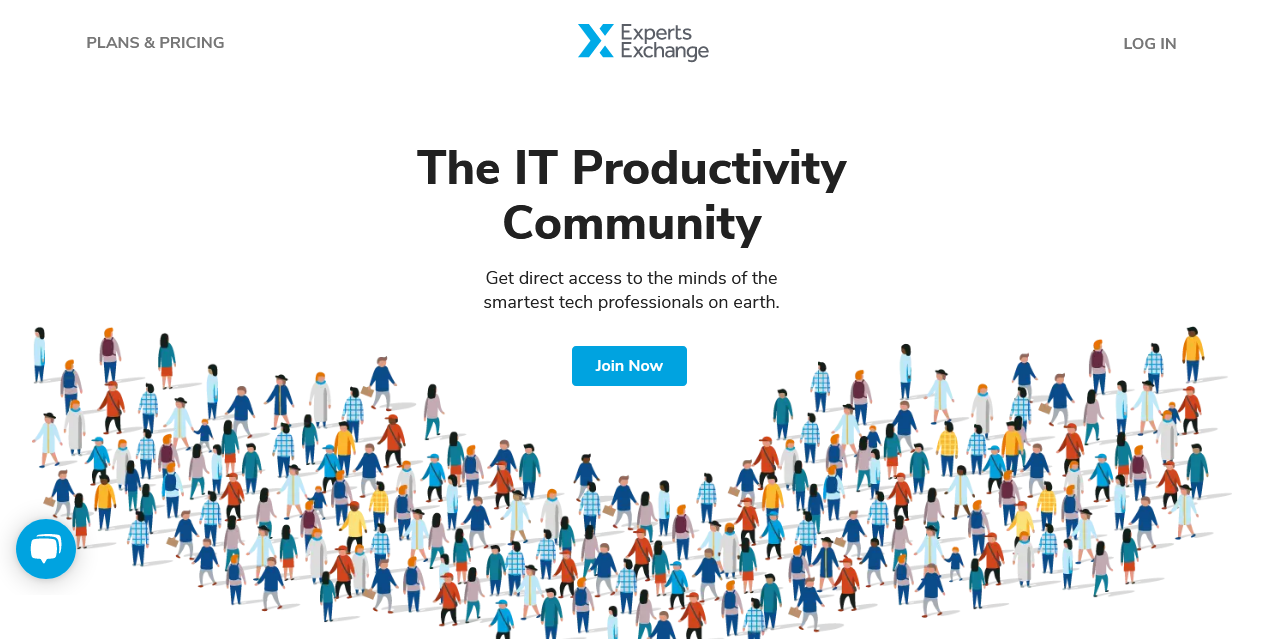 PLANS & PRICING
Experts
Exchange
LOG IN
The IT Productivity
Community
Get direct access to the minds of the
smartest tech professionals on earth.
Join Now